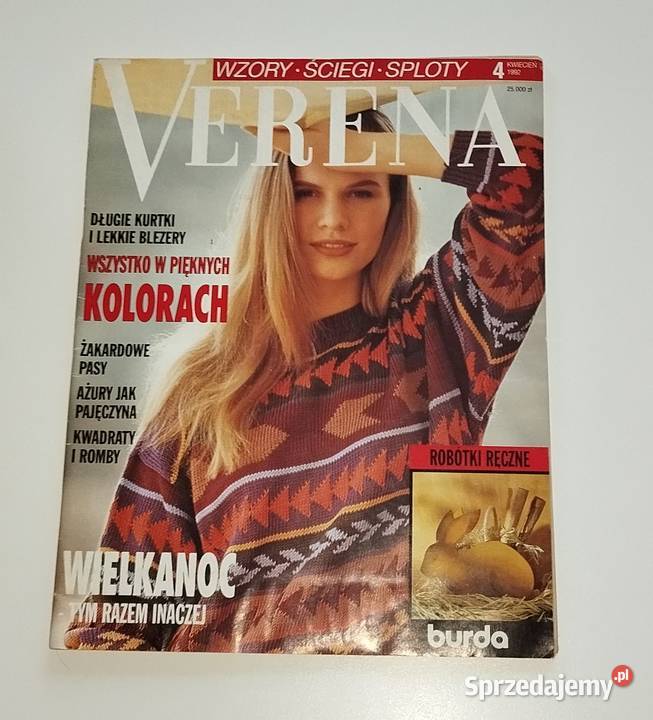 WZORY · ŚCIEGI · SPLOTY
4 KWIECIEŃ
1992
25.000 zł
VERENA
DŁUGIE KURTKI
I LEKKIE BLEZERY
WSZYSTKO W PIĘKNYCH
KOLORACH
ŻAKARDOWE
PASY
AŻURY JAK
PAJĘCZYNA
KWADRATY
I ROMBY
ROBÓTKI RĘCZNE
WIELKANOC
- TYM RAZEM INACZEJ
burda
Sprzedajemy.pl